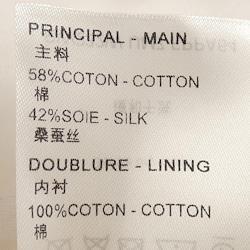 PRINCIPAL - MAIN
主料
58%COTON - COTTON
棉
42%SOIE - SILK
桑蚕丝
DOUBLURE - LINING
内衬
100%COTON - COTTON
棉